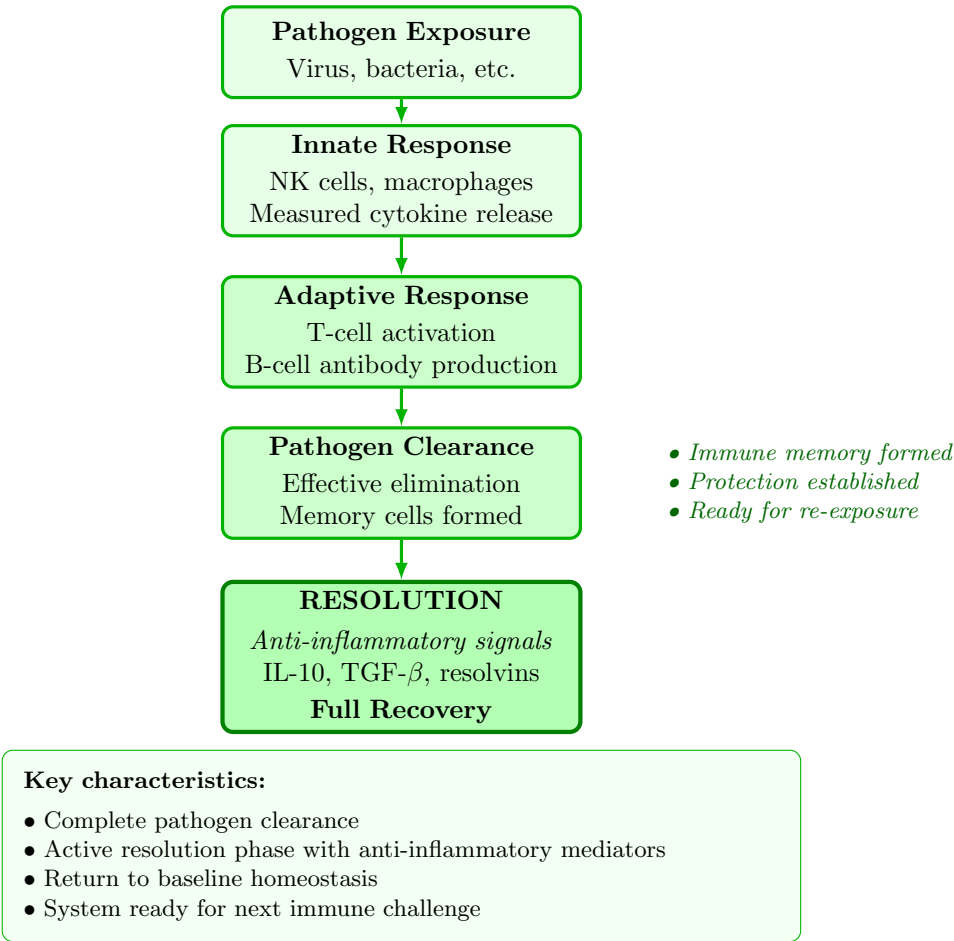 Pathogen Exposure
Virus, bacteria, etc.
Innate Response
NK cells, macrophages
Measured cytokine release
Adaptive Response
T-cell activation
B-cell antibody production
Pathogen Clearance
Effective elimination
Memory cells formed
• Immune memory formed
• Protection established
• Ready for re-exposure
RESOLUTION
Anti-inflammatory signals
IL-10, TGF-β, resolvins
Full Recovery
Key characteristics:
• Complete pathogen clearance
• Active resolution phase with anti-inflammatory mediators
• Return to baseline homeostasis
• System ready for next immune challenge